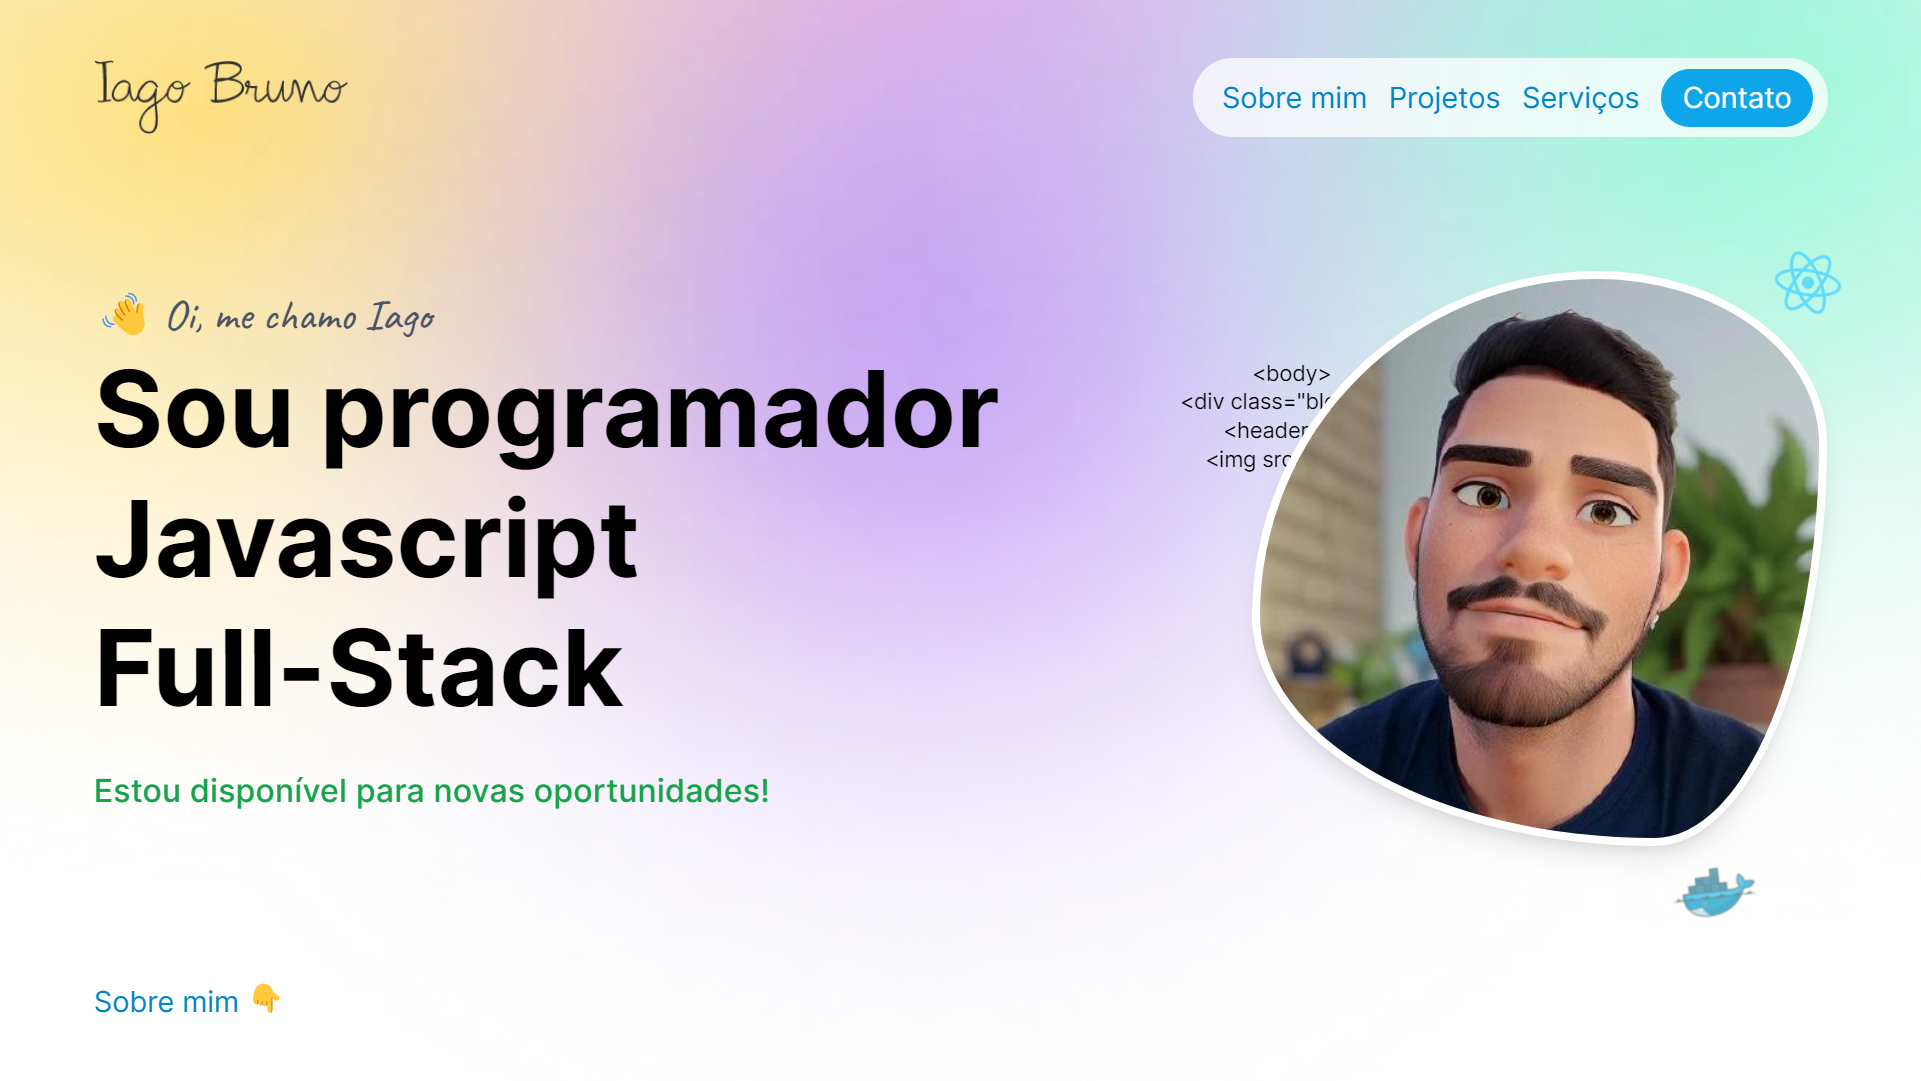 Iago Bruno
Sobre mim Projetos Serviços Contato
Oi, me chamo Iago
Sou programador
Javascript
Full-Stack
<body>
<div class="blo
<header
<img src
Estou disponível para novas oportunidades!
Sobre mim